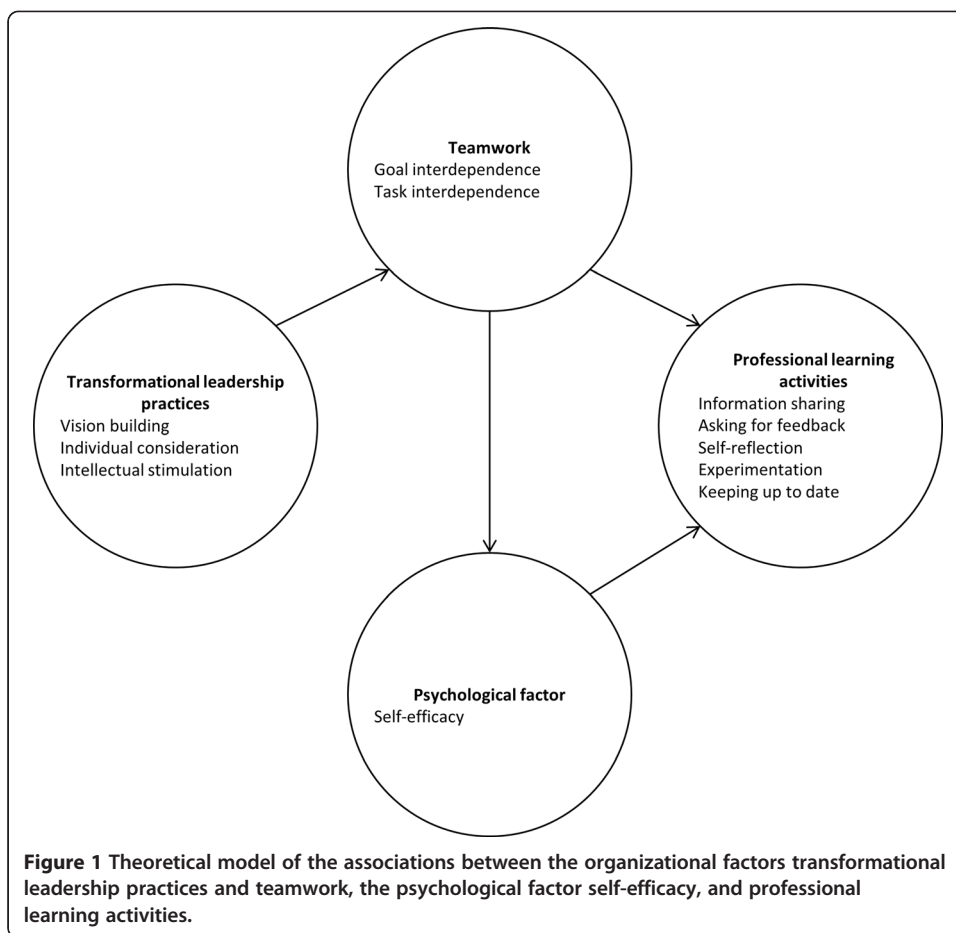 Teamwork
Goal interdependence
Task interdependence
Transformational leadership
practices
Vision building
Individual consideration
Intellectual stimulation
Professional learning
activities
Information sharing
Asking for feedback
Self-reflection
Experimentation
Keeping up to date
Psychological factor
Self-efficacy
Figure 1 Theoretical model of the associations between the organizational factors transformational
leadership practices and teamwork, the psychological factor self-efficacy, and professional
learning activities.